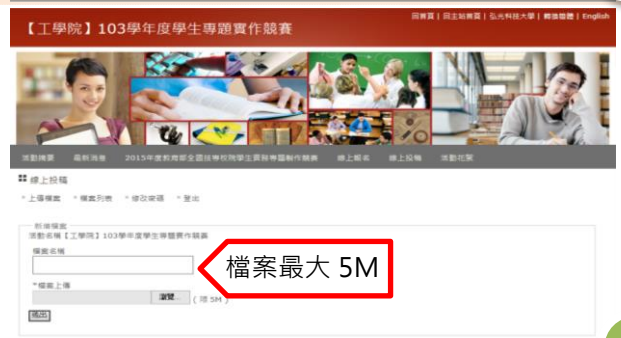 回首頁 | 回主站首頁 | 弘光科技大學 | 轉換簡體 | English
【工學院】103學年度學生專題實作競賽
活動摘要 最新消息 2015年度教育部全國技專校院學生實務專題製作競賽 線上報名 線上投稿 活動花絮
線上投稿
* 上傳檔案 * 檔案列表 * 修改密碼 * 登出
新增檔案
活動名稱【工學院】103學年度學生專題實作競賽
檔案名稱
檔案最大 5M
*檔案上傳
瀏覽... ( 限 5M )
送出